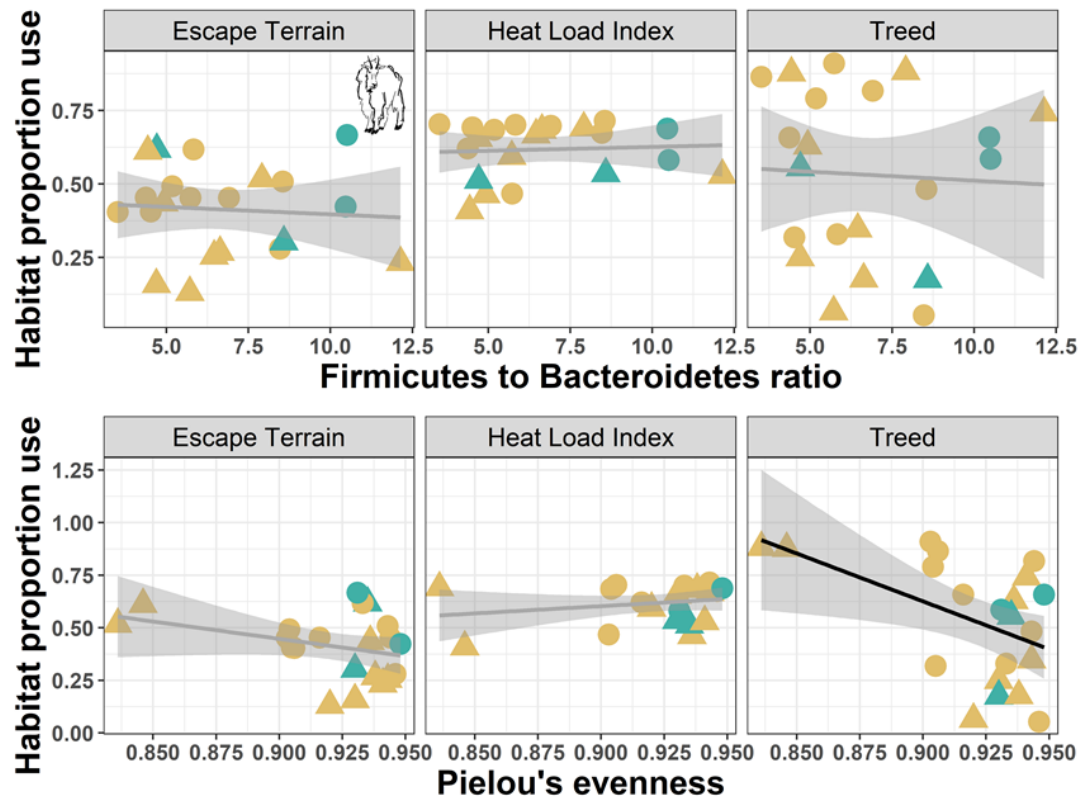 Escape Terrain Heat Load Index Treed
Habitat proportion use
0.75
0.50
0.25
5.0 7.5 10.0 12.5 5.0 7.5 10.0 12.5 5.0 7.5 10.0 12.5
Firmicutes to Bacteroidetes ratio
Escape Terrain Heat Load Index Treed
Habitat proportion use
1.25
1.00
0.75
0.50
0.25
0.00
0.850 0.875 0.900 0.925 0.950 0.850 0.875 0.900 0.925 0.950 0.850 0.875 0.900 0.925 0.950
Pielou's evenness